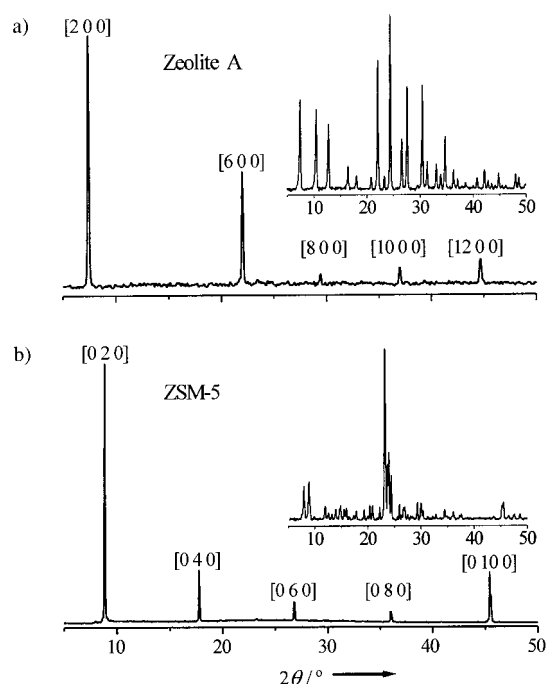 a)
[2 0 0]
Zeolite A
[6 0 0]
[8 0 0]
[10 0 0]
[12 0 0]
5 10 20 30 40 50
b)
[0 2 0]
ZSM-5
[0 4 0]
[0 6 0]
[0 8 0]
[0 10 0]
10 20 30 40 50
10 20 30 40 50
2θ/°